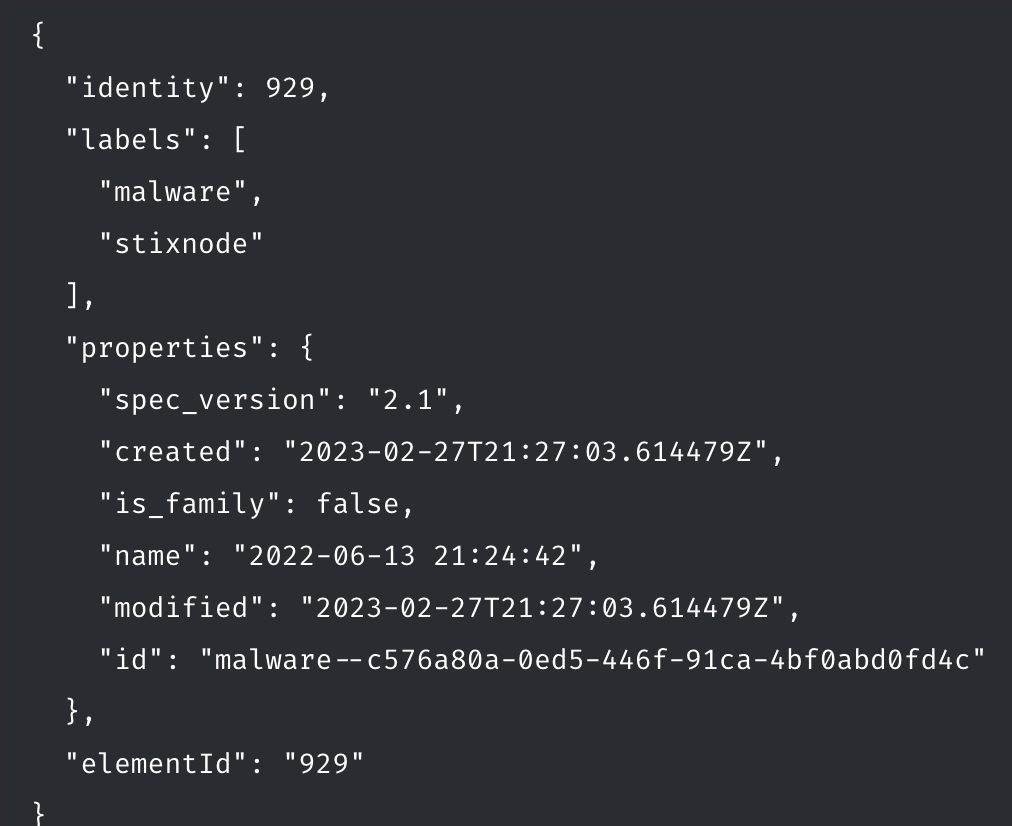 {
  "identity": 929,
  "labels": [
    "malware",
    "stixnode"
  ],
  "properties": {
    "spec_version": "2.1",
    "created": "2023-02-27T21:27:03.614479Z",
    "is_family": false,
    "name": "2022-06-13 21:24:42",
    "modified": "2023-02-27T21:27:03.614479Z",
    "id": "malware--c576a80a-0ed5-446f-91ca-4bf0abd0fd4c"
  },
  "elementId": "929"
}